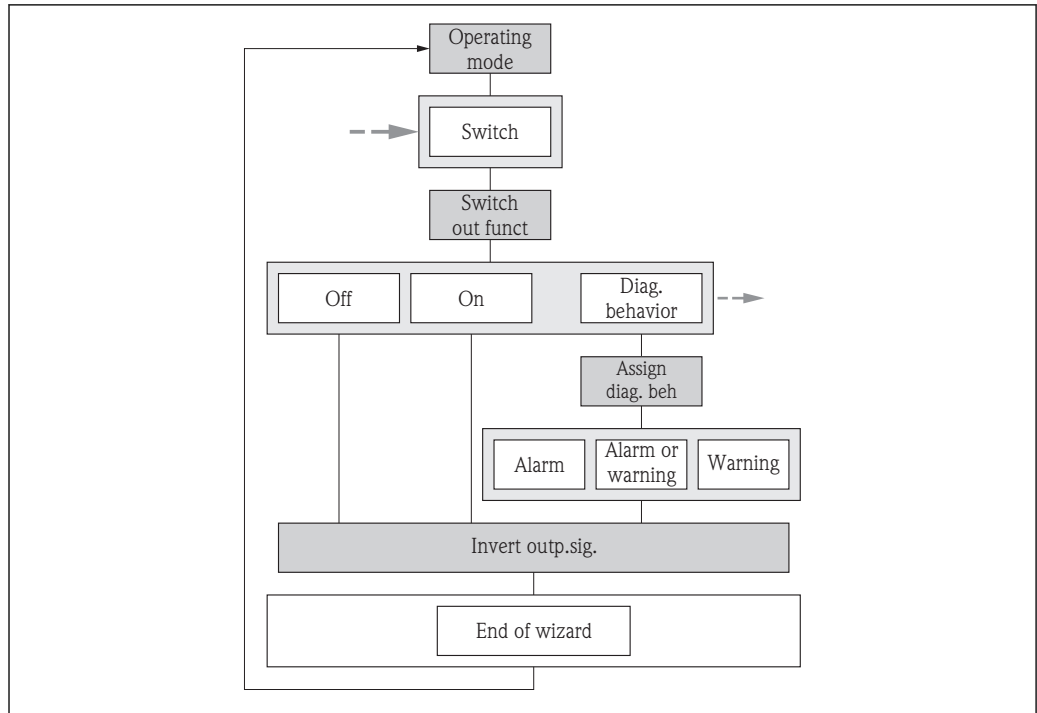 Operating
mode
Switch
Switch
out funct
Off
On
Diag.
behavior
Assign
diag. beh
Alarm
Alarm or
warning
Warning
Invert outp.sig.
End of wizard